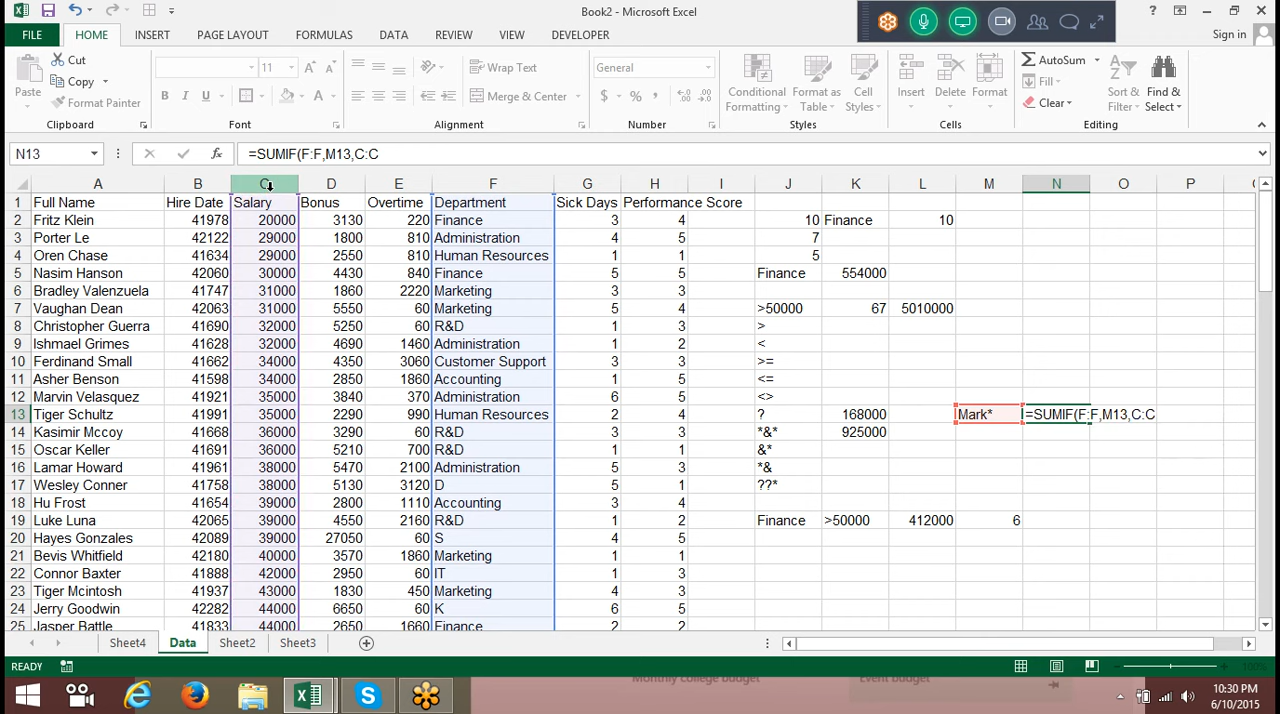 Book2 - Microsoft Excel
?
Sign in
FILE HOME INSERT PAGE LAYOUT FORMULAS DATA REVIEW VIEW DEVELOPER
Paste
Cut
Copy
Format Painter
Clipboard
11
A A
B I U
Font
Wrap Text
Merge & Center
Alignment
General
$ % ,
Number
Conditional Formatting
Format as Table
Cell Styles
Styles
Insert Delete Format
Cells
AutoSum
Fill
Clear
Sort & Filter
Find & Select
Editing
N13 fx =SUMIF(F:F,M13,C:C
A B C D E F G H I J K L M N O P
1 Full Name Hire Date Salary Bonus Overtime Department Sick Days Performance Score
2 Fritz Klein 41978 20000 3130 220 Finance 3 4 10 Finance 10
3 Porter Le 42122 29000 1800 810 Administration 4 5 7
4 Oren Chase 41634 29000 2550 810 Human Resources 1 1 5
5 Nasim Hanson 42060 30000 4430 840 Finance 5 5 Finance 554000
6 Bradley Valenzuela 41747 31000 1860 2220 Marketing 3 3
7 Vaughan Dean 42063 31000 5550 60 Marketing 5 4 >50000 67 5010000
8 Christopher Guerra 41690 32000 5250 60 R&D 1 3 >
9 Ishmael Grimes 41628 32000 4690 1460 Administration 1 2 <
10 Ferdinand Small 41662 34000 4350 3060 Customer Support 3 3 >=
11 Asher Benson 41598 34000 2850 1860 Accounting 1 5 <=
12 Marvin Velasquez 41921 35000 3840 370 Administration 6 5 <>
13 Tiger Schultz 41991 35000 2290 990 Human Resources 2 4 ? 168000 Mark* =SUMIF(F:F,M13,C:C
14 Kasimir Mccoy 41668 36000 3290 60 R&D 3 3 *&* 925000
15 Oscar Keller 41691 36000 5210 700 R&D 1 1 &*
16 Lamar Howard 41961 38000 5470 2100 Administration 5 3 *&
17 Wesley Conner 41758 38000 5130 3120 D 5 1 ??*
18 Hu Frost 41654 39000 2800 1110 Accounting 3 4
19 Luke Luna 42065 39000 4550 2160 R&D 1 2 Finance >50000 412000 6
20 Hayes Gonzales 42089 39000 27050 60 S 4 5
21 Bevis Whitfield 42180 40000 3570 1860 Marketing 1 1
22 Connor Baxter 41888 42000 2950 60 IT 1 3
23 Tiger Mcintosh 41937 43000 1830 450 Marketing 4 3
24 Jerry Goodwin 42282 44000 6650 60 K 6 5
25 Jasper Battle 41833 44000 2650 1660 Finance 2 2
Sheet4 Data Sheet2 Sheet3
READY
100%
Monthly college budget Event budget
10:30 PM
6/10/2015